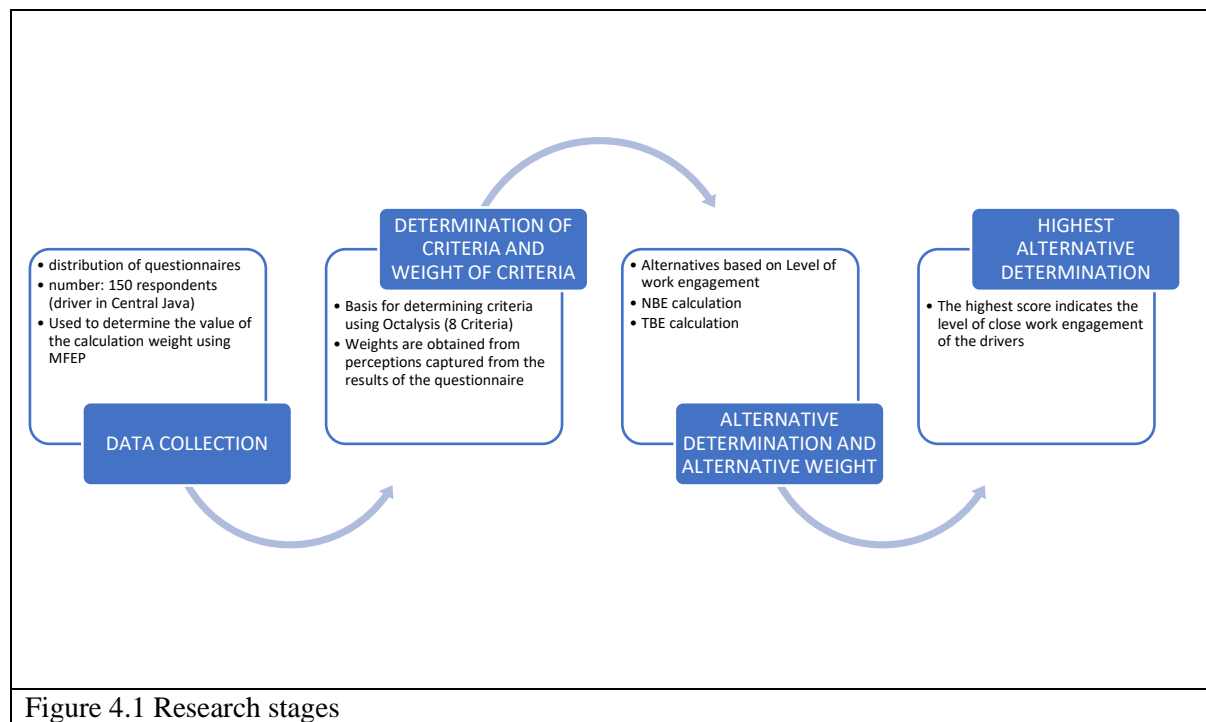 • distribution of questionnaires
• number: 150 respondents
(driver in Central Java)
• Used to determine the value of
the calculation weight using
MFEP
DATA COLLECTION
DETERMINATION OF
CRITERIA AND
WEIGHT OF CRITERIA
• Basis for determining criteria
using Octalysis (8 Criteria)
• Weights are obtained from
perceptions captured from the
results of the questionnaire
• Alternatives based on Level of
work engagement
• NBE calculation
• TBE calculation
ALTERNATIVE
DETERMINATION AND
ALTERNATIVE WEIGHT
HIGHEST
ALTERNATIVE
DETERMINATION
• The highest score indicates the
level of close work engagement
of the drivers
Figure 4.1 Research stages